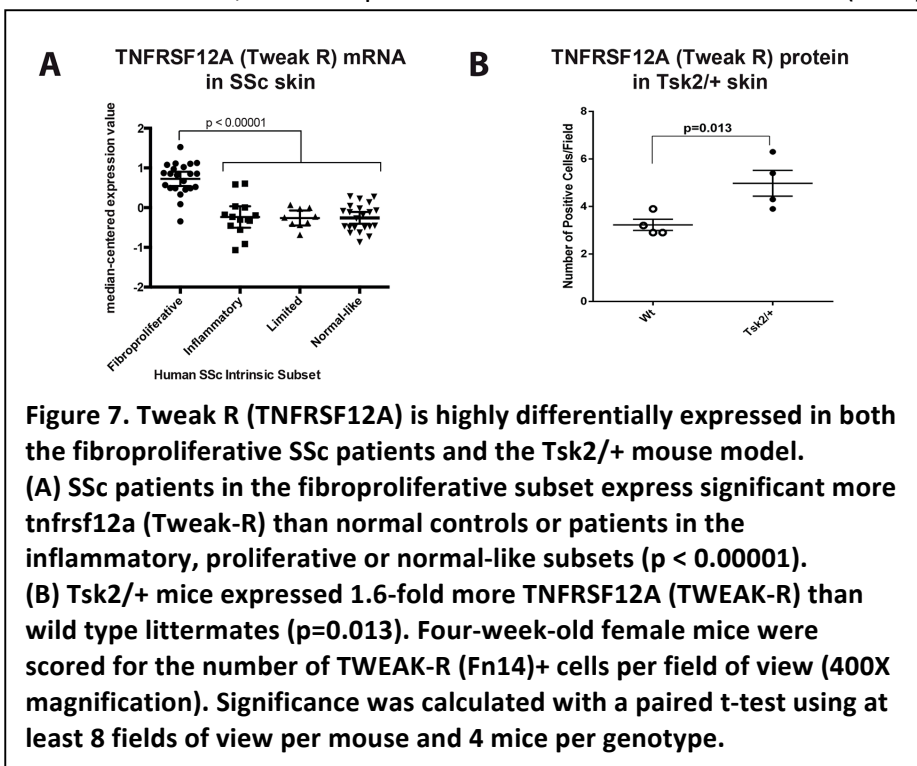 A
TNFRSF12A (Tweak R) mRNA
in SSc skin
p < 0.00001
median-centered expression value
2
1
0
-1
-2
Fibroproliferative
Inflammatory
Limited
Normal-like
Human SSc Intrinsic Subset
B
TNFRSF12A (Tweak R) protein
in Tsk2/+ skin
p=0.013
Number of Positive Cells/Field
8
6
4
2
0
Wt
Tsk2/+
Figure 7. Tweak R (TNFRSF12A) is highly differentially expressed in both
the fibroproliferative SSc patients and the Tsk2/+ mouse model.
(A) SSc patients in the fibroproliferative subset express significant more
tnfrsf12a (Tweak-R) than normal controls or patients in the
inflammatory, proliferative or normal-like subsets (p < 0.00001).
(B) Tsk2/+ mice expressed 1.6-fold more TNFRSF12A (TWEAK-R) than
wild type littermates (p=0.013). Four-week-old female mice were
scored for the number of TWEAK-R (Fn14)+ cells per field of view (400X
magnification). Significance was calculated with a paired t-test using at
least 8 fields of view per mouse and 4 mice per genotype.